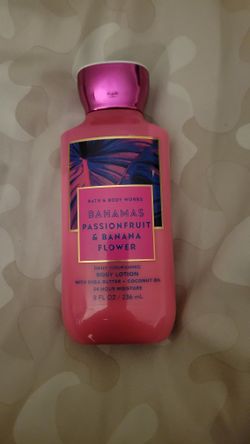 BATH & BODY WORKS
BAHAMAS
PASSIONFRUIT
& BANANA
FLOWER
DAILY NOURISHING
BODY LOTION
WITH SHEA BUTTER + COCONUT OIL
24 HOUR MOISTURE
8 FL OZ / 236 mL